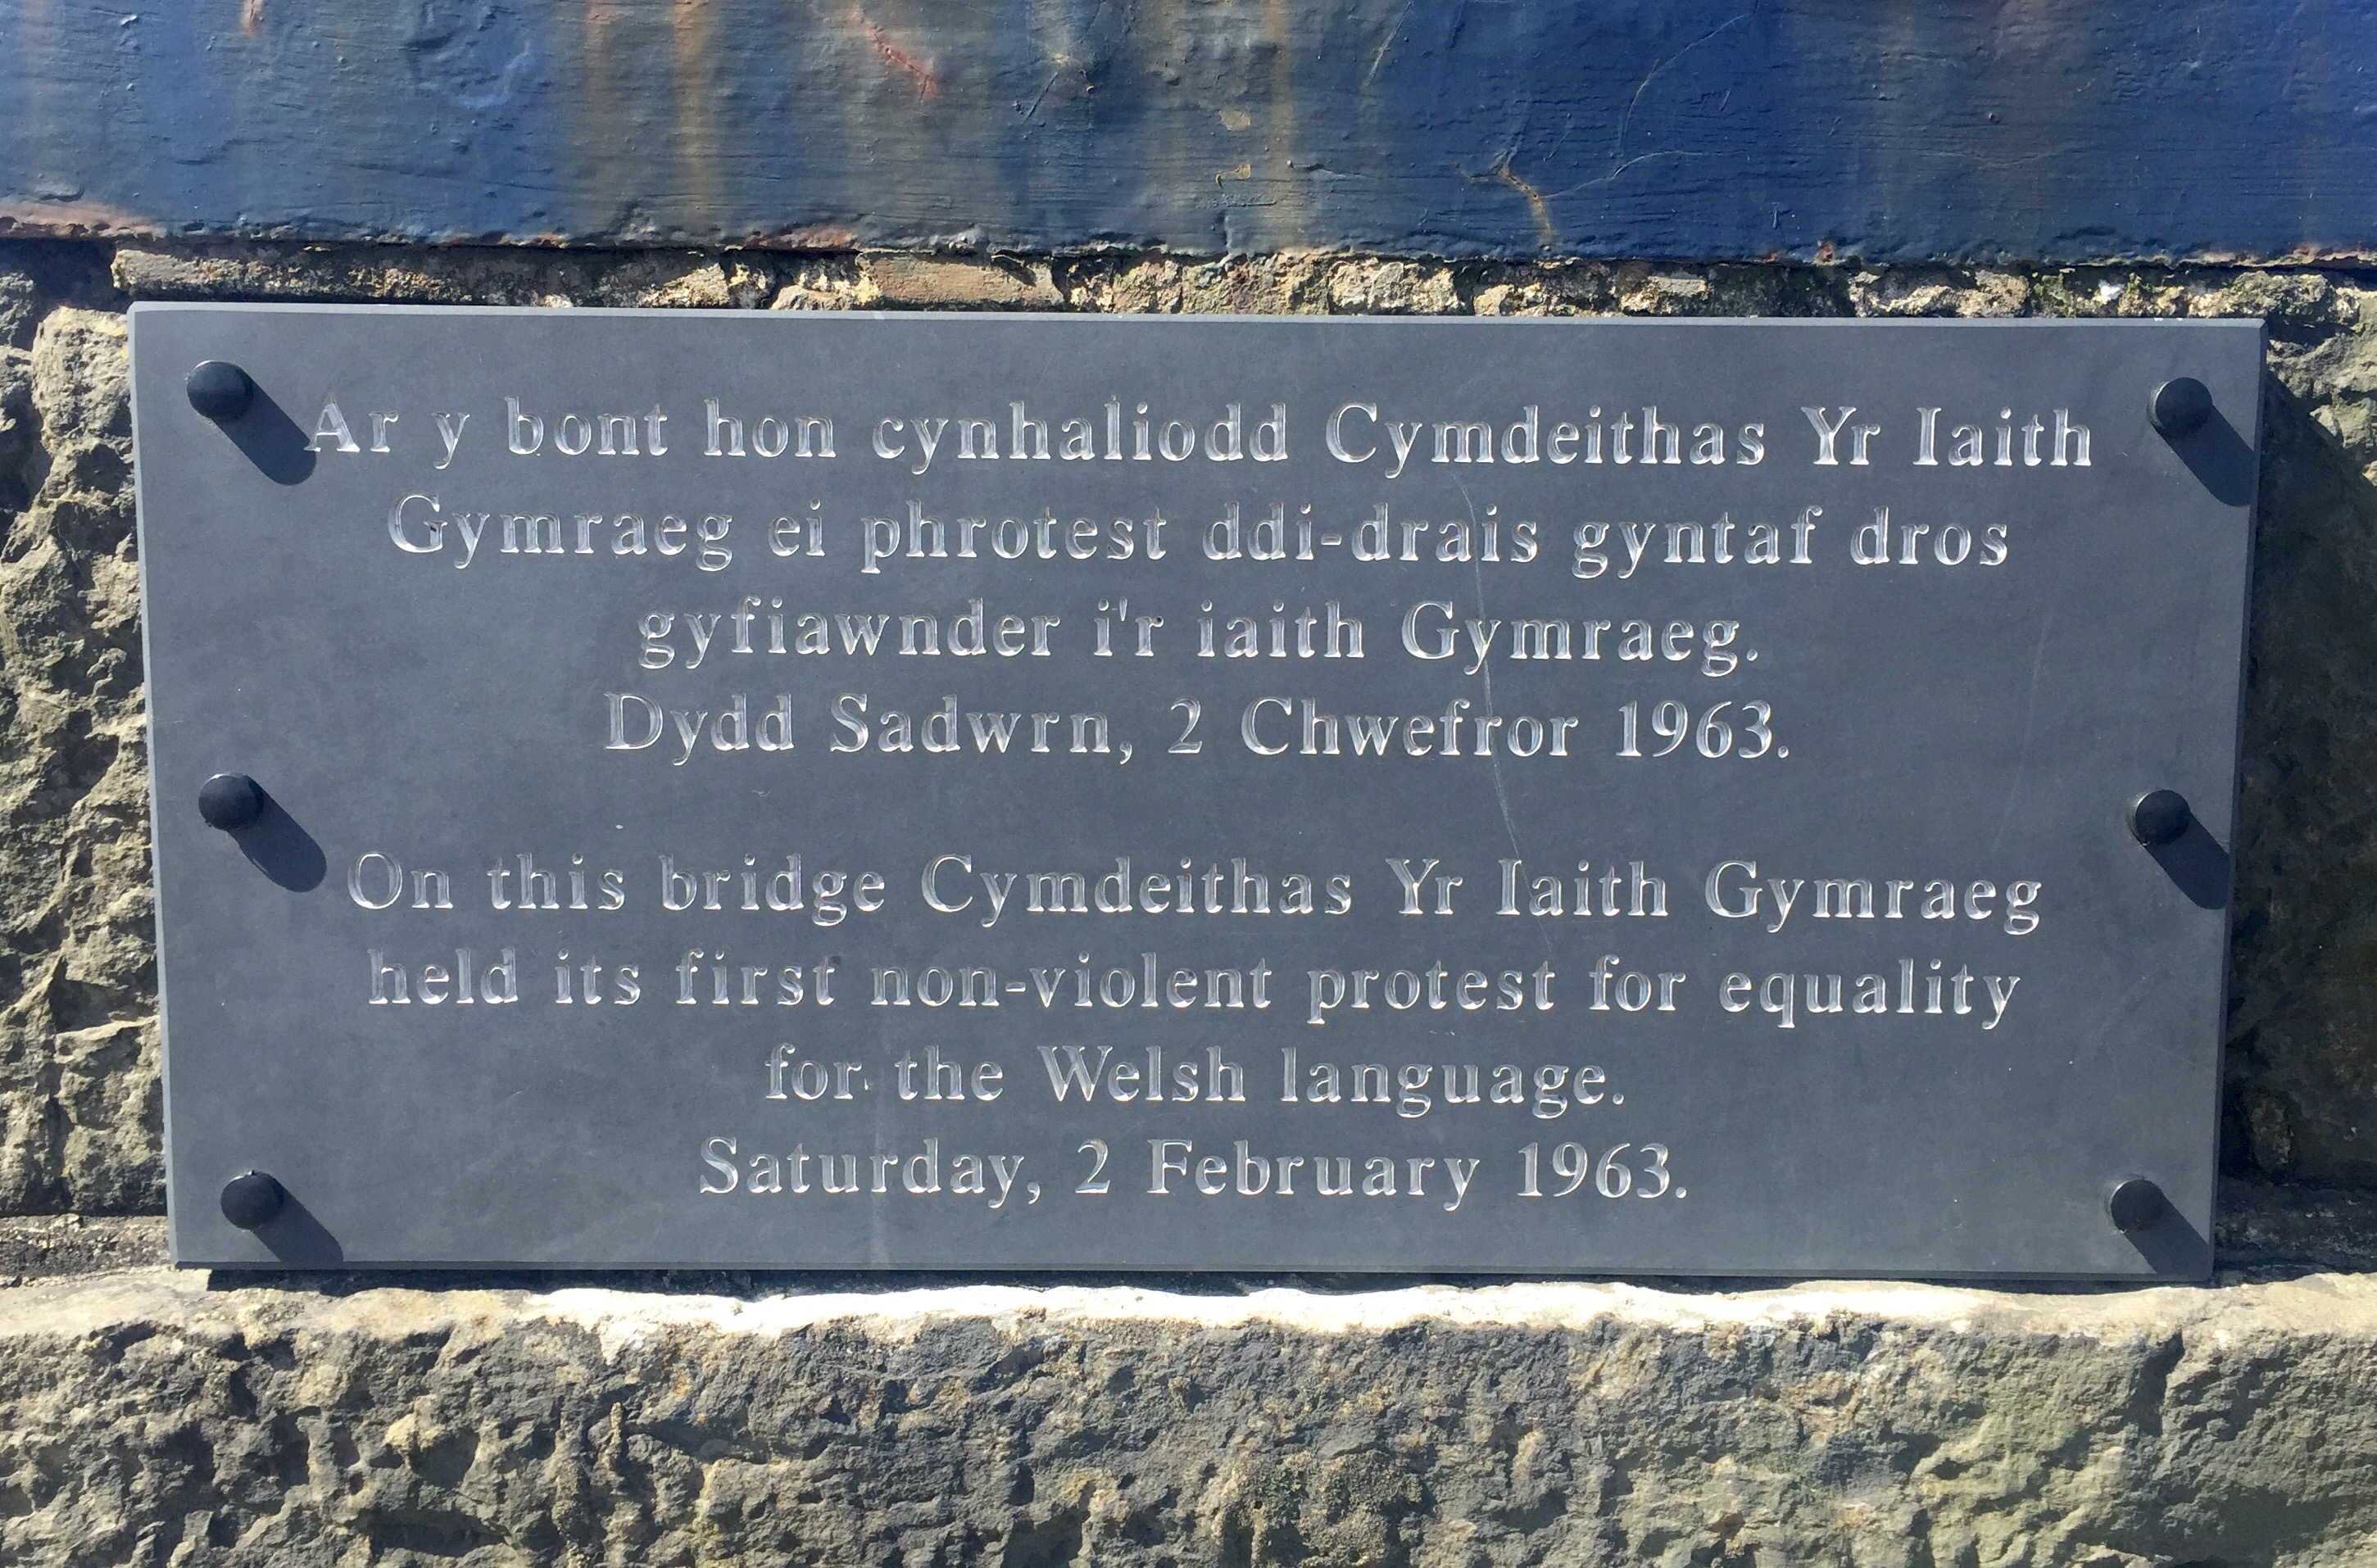 Ar y bont hon cynhaliodd Cymdeithas Yr Iaith
Gymraeg ei phrotest ddi-drais gyntaf dros
gyfiawnder i'r iaith Gymraeg.
Dydd Sadwrn, 2 Chwefror 1963.
On this bridge Cymdeithas Yr Iaith Gymraeg
held its first non-violent protest for equality
for the Welsh language.
Saturday, 2 February 1963.